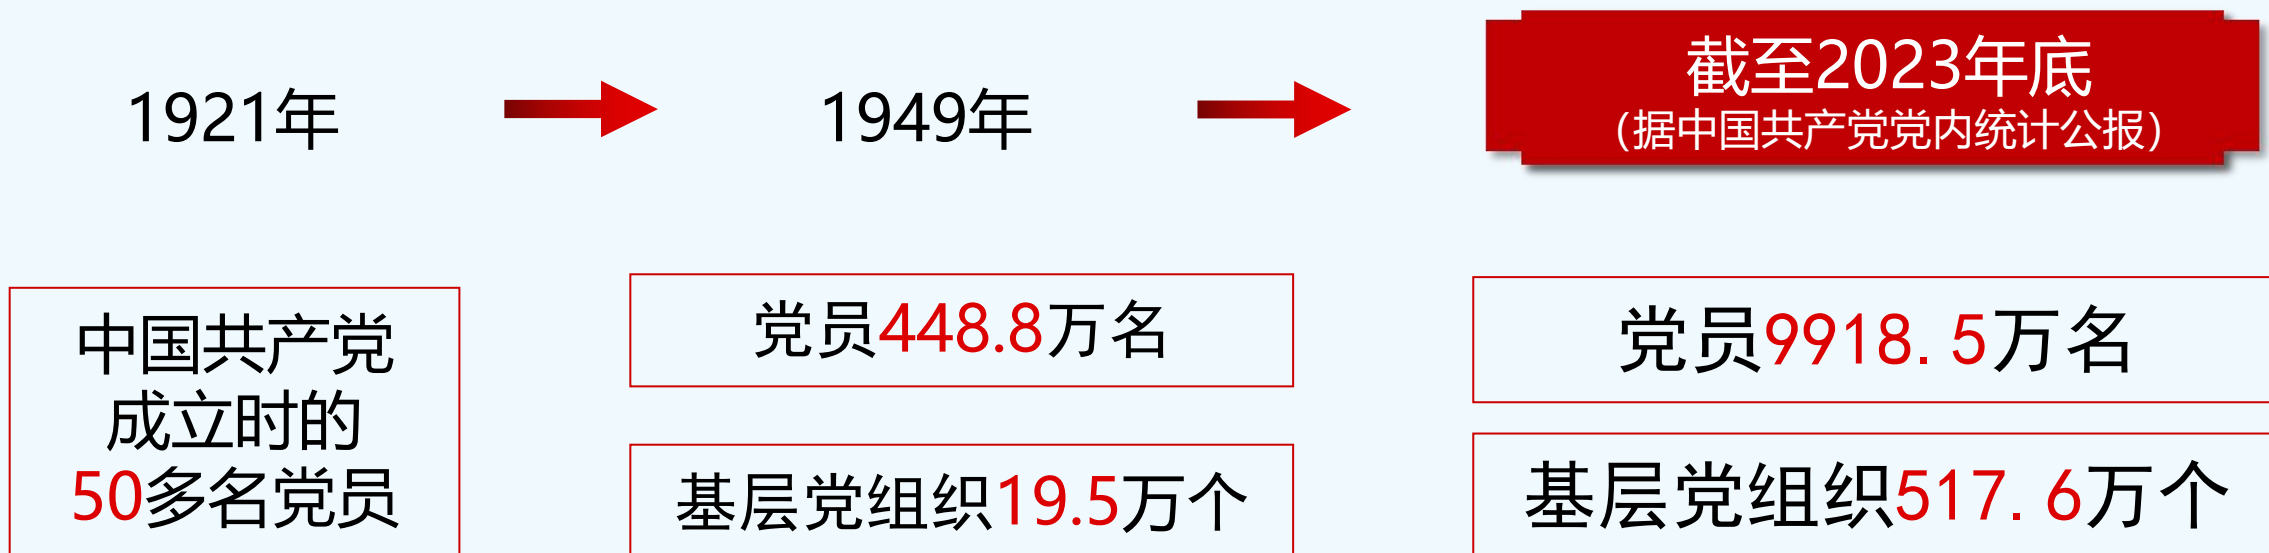 1921年
1949年
截至2023年底
（据中国共产党党内统计公报）
中国共产党
成立时的
50多名党员
党员448.8万名
基层党组织19.5万个
党员9918.5万名
基层党组织517.6万个